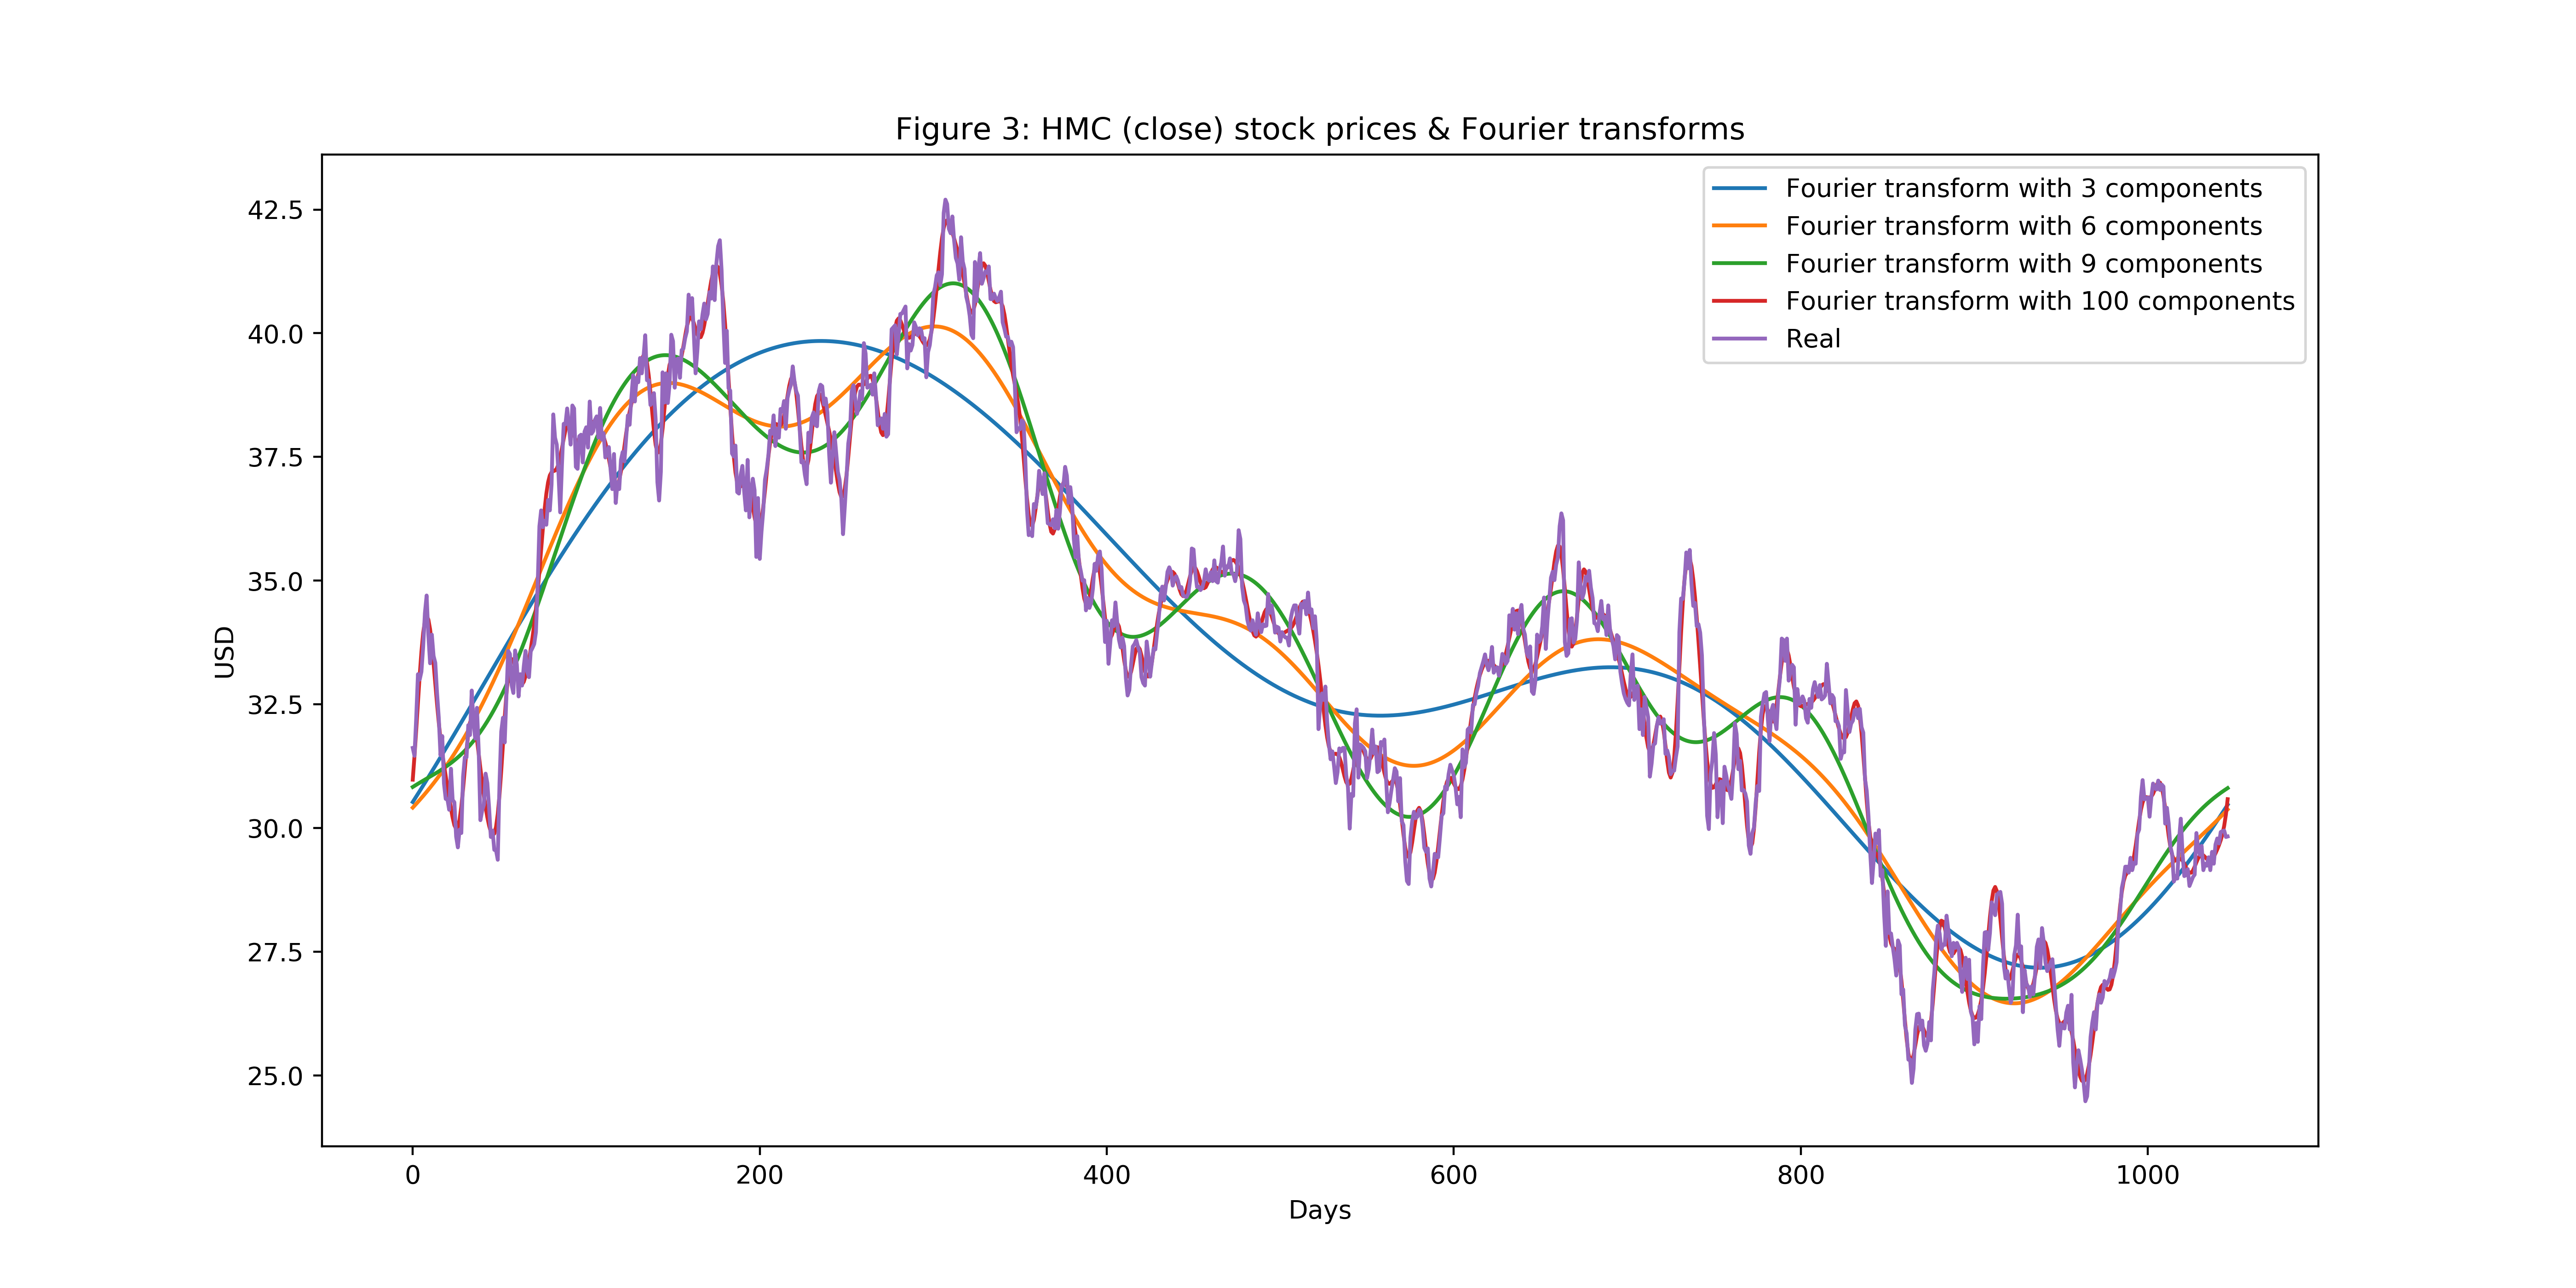 Figure 3: HMC (close) stock prices & Fourier transforms
Fourier transform with 3 components
Fourier transform with 6 components
Fourier transform with 9 components
Fourier transform with 100 components
Real
42.5
40.0
37.5
35.0
32.5
30.0
27.5
25.0
USD
0 200 400 600 800 1000
Days